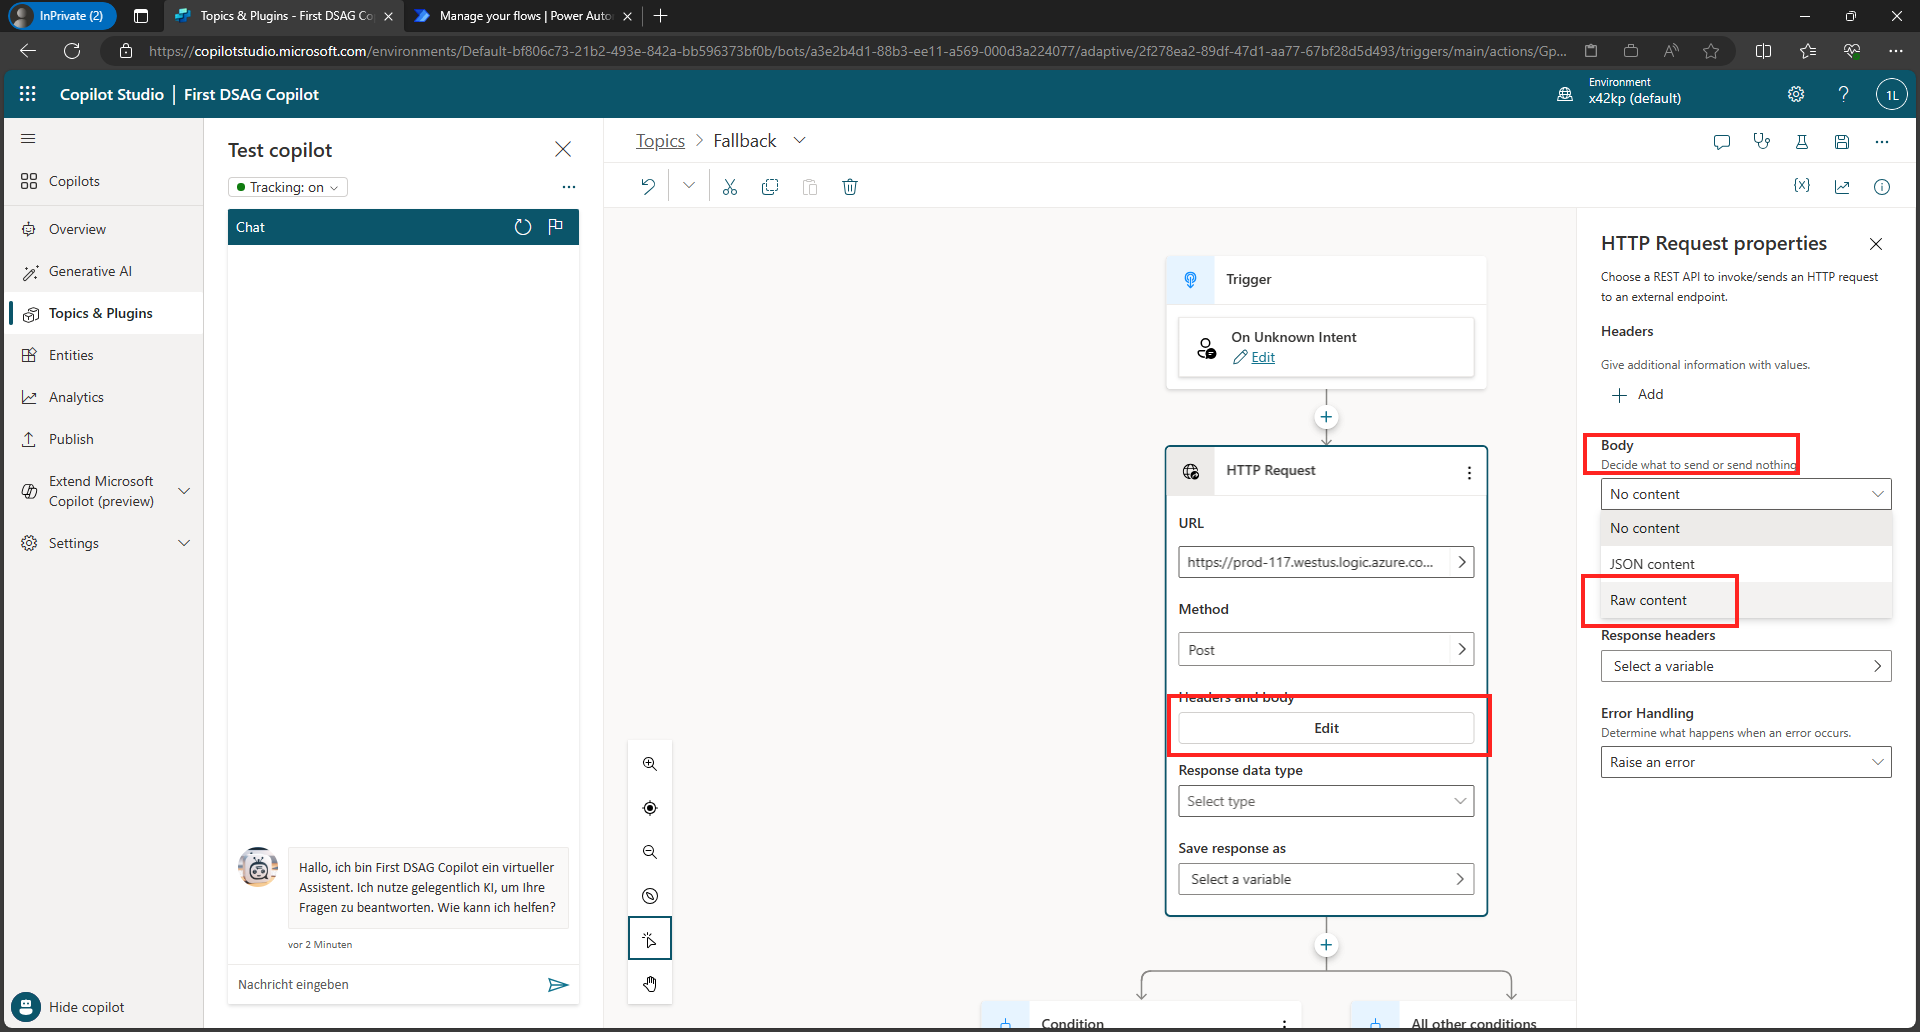 InPrivate (2)
Topics & Plugins - First DSAG Co
Manage your flows | Power Auto
https://copilotstudio.microsoft.com/environments/Default-bf806c73-21b2-493e-842a-bb596373bf0b/bots/a3e2b4d1-88b3-ee11-a569-000d3a224077/adaptive/2f278ea2-89df-47d1-aa77-67bf28d5d493/triggers/main/actions/Gp...
Copilot Studio | First DSAG Copilot
Environment
x42kp (default)
1L
Copilots
Overview
Generative AI
Topics & Plugins
Entities
Analytics
Publish
Extend Microsoft
Copilot (preview)
Settings
Hide copilot
Test copilot
Tracking: on
Chat
Hallo, ich bin First DSAG Copilot ein virtueller
Assistent. Ich nutze gelegentlich KI, um Ihre
Fragen zu beantworten. Wie kann ich helfen?
vor 2 Minuten
Nachricht eingeben
Topics > Fallback
Trigger
On Unknown Intent
Edit
HTTP Request
URL
https://prod-117.westus.logic.azure.co...
Method
Post
Headers and body
Edit
Response data type
Select type
Save response as
Select a variable
Condition
All other conditions
HTTP Request properties
Choose a REST API to invoke/sends an HTTP request
to an external endpoint.
Headers
Give additional information with values.
Add
Body
Decide what to send or send nothing
No content
No content
JSON content
Raw content
Response headers
Select a variable
Error Handling
Determine what happens when an error occurs.
Raise an error